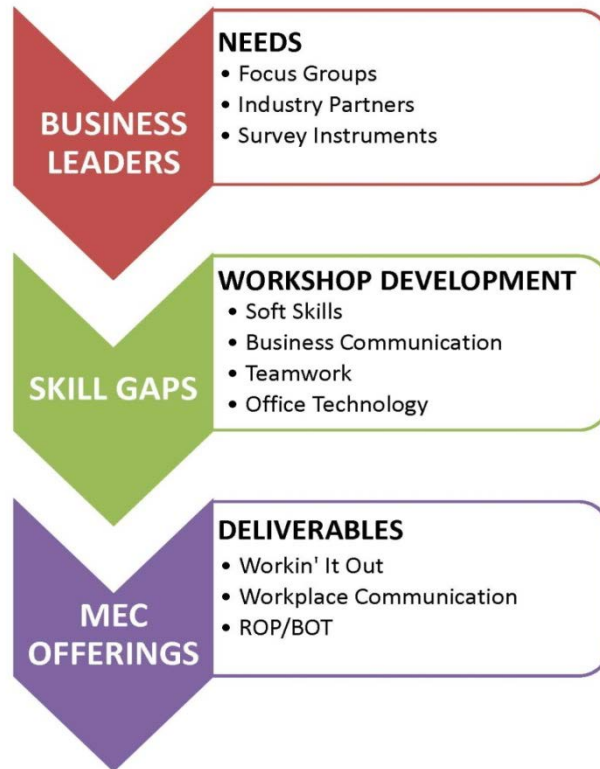 BUSINESS
LEADERS
NEEDS
• Focus Groups
• Industry Partners
• Survey Instruments
SKILL GAPS
WORKSHOP DEVELOPMENT
• Soft Skills
• Business Communication
• Teamwork
• Office Technology
MEC
OFFERINGS
DELIVERABLES
• Workin' It Out
• Workplace Communication
• ROP/BOT